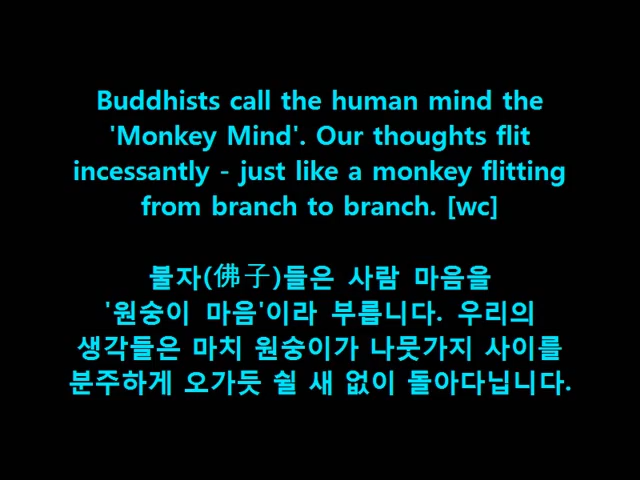 Buddhists call the human mind the
'Monkey Mind'. Our thoughts flit
incessantly - just like a monkey flitting
from branch to branch. [wc]
불자(佛子)들은 사람 마음을
'원숭이 마음'이라 부릅니다. 우리의
생각들은 마치 원숭이가 나뭇가지 사이를
분주하게 오가듯 쉴 새 없이 돌아다닙니다.